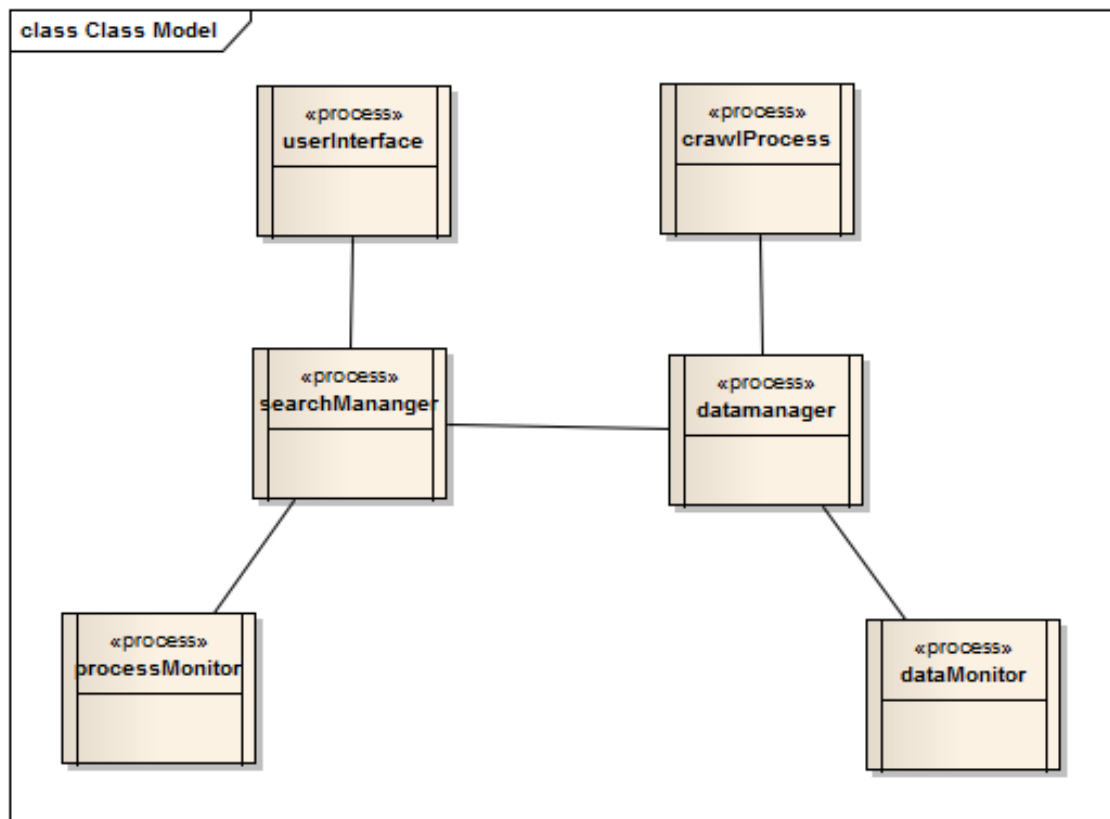 class Class Model
«process»
userInterface
«process»
crawlProcess
«process»
searchMananger
«process»
datamanager
«process»
processMonitor
«process»
dataMonitor